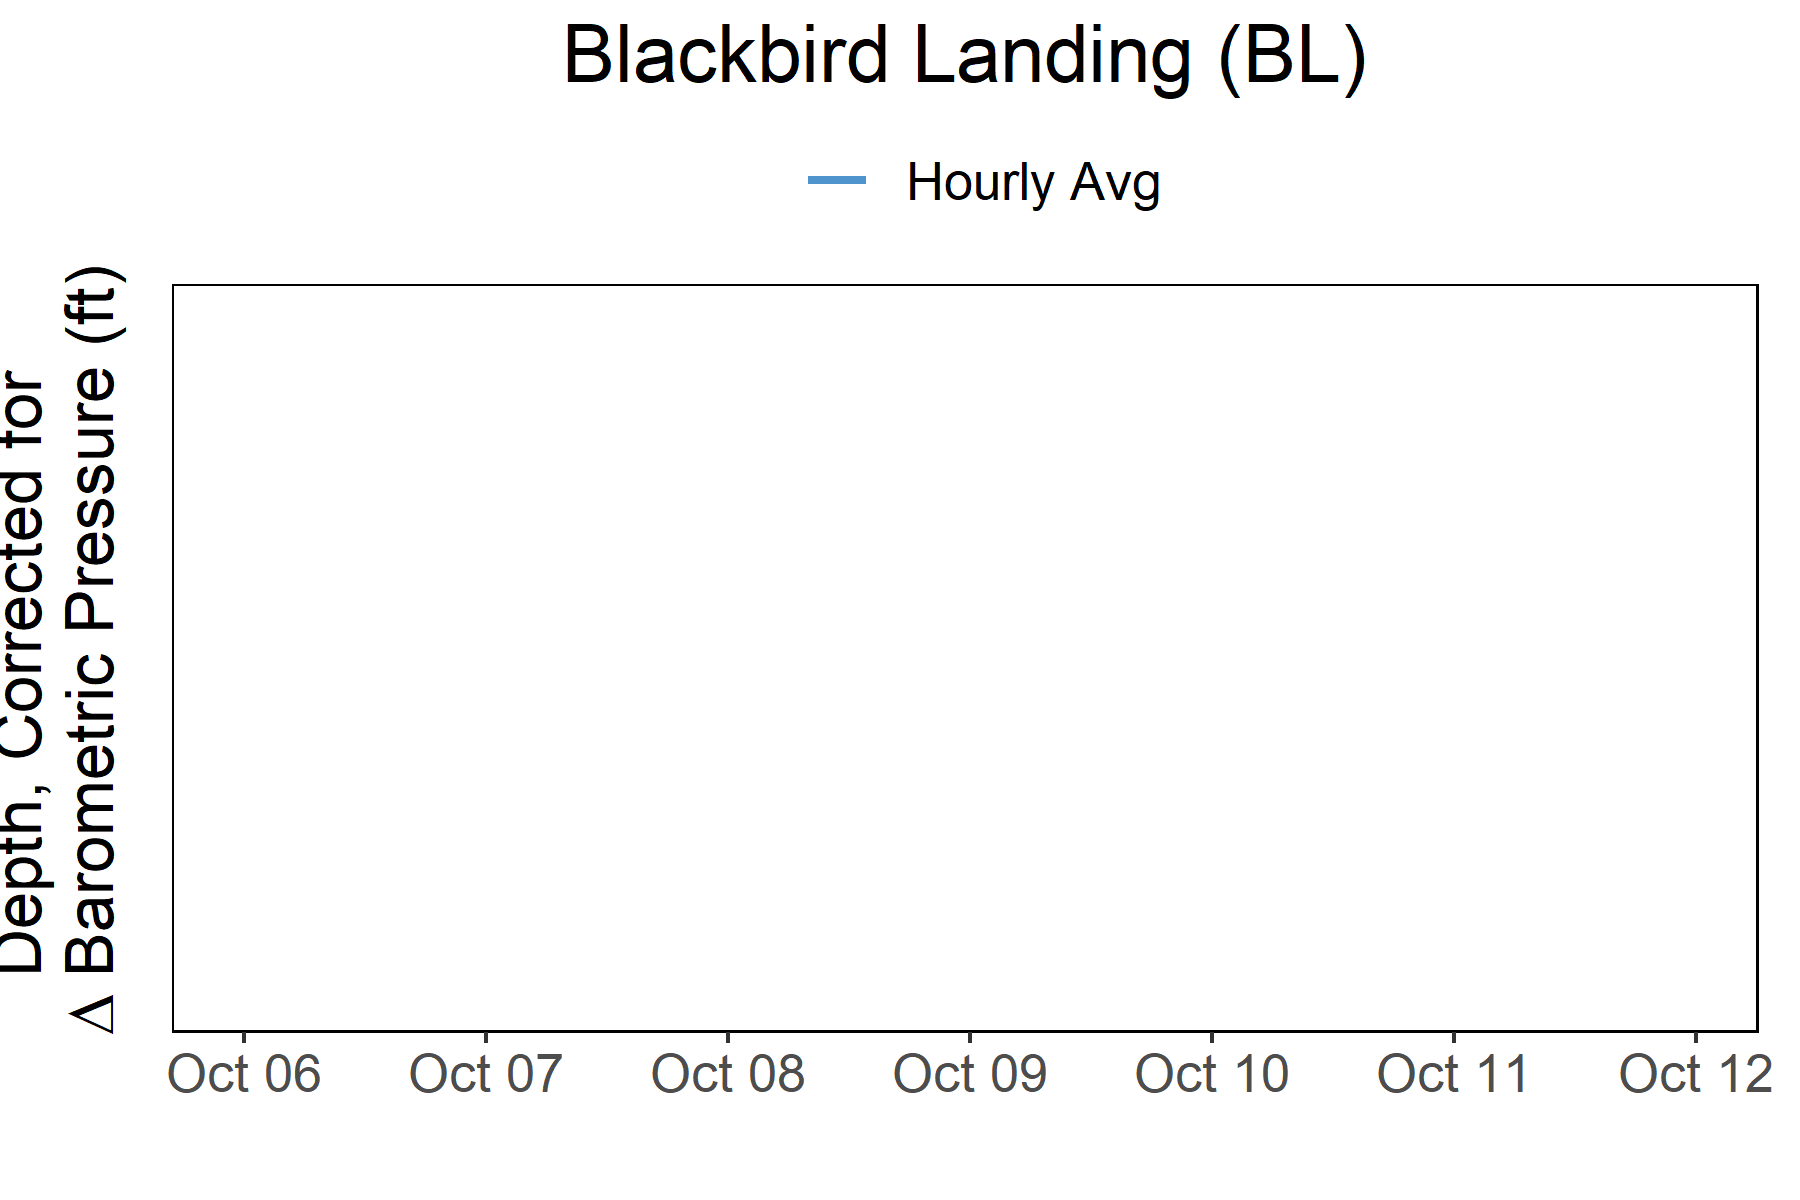 Blackbird Landing (BL)
Hourly Avg
Depth, Corrected for
Δ Barometric Pressure (ft)
Oct 06 Oct 07 Oct 08 Oct 09 Oct 10 Oct 11 Oct 12